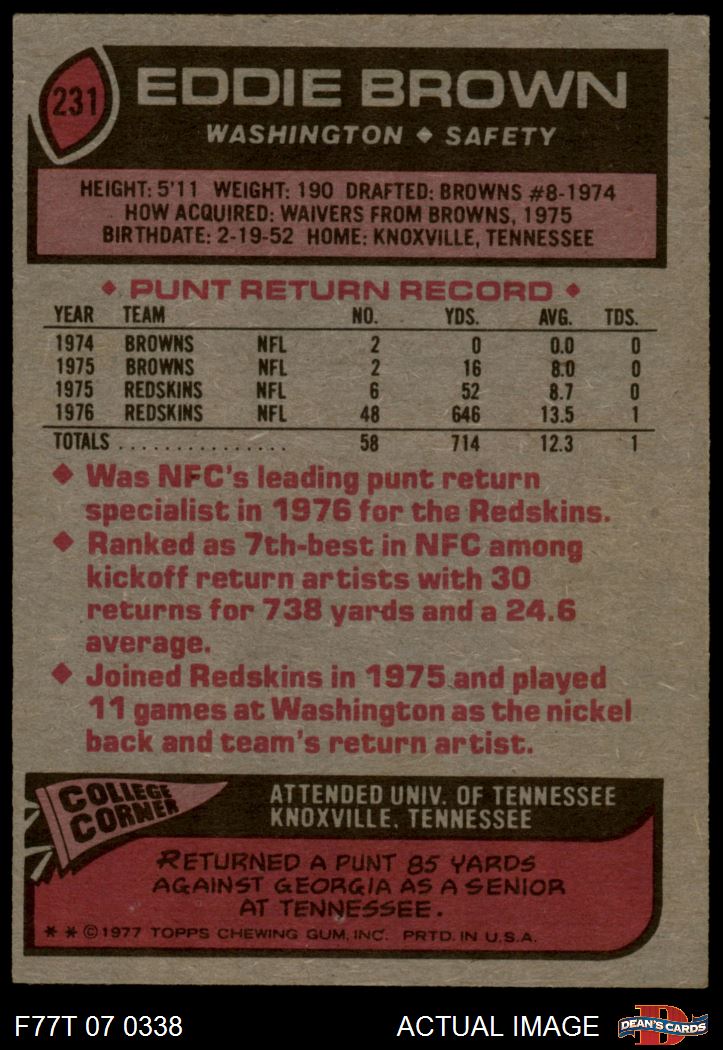 231
EDDIE BROWN
WASHINGTON ◆ SAFETY
HEIGHT: 5'11 WEIGHT: 190 DRAFTED: BROWNS #8-1974
HOW ACQUIRED: WAIVERS FROM BROWNS, 1975
BIRTHDATE: 2-19-52 HOME: KNOXVILLE, TENNESSEE
◆ PUNT RETURN RECORD ◆
YEAR TEAM NO. YDS. AVG. TDS.
1974 BROWNS NFL 2 0 0.0 0
1975 BROWNS NFL 2 16 8.0 0
1975 REDSKINS NFL 6 52 8.7 0
1976 REDSKINS NFL 48 646 13.5 1
TOTALS ................ 58 714 12.3 1
◆ Was NFC's leading punt return
specialist in 1976 for the Redskins.
◆ Ranked as 7th-best in NFC among
kickoff return artists with 30
returns for 738 yards and a 24.6
average.
◆ Joined Redskins in 1975 and played
11 games at Washington as the nickel
back and team's return artist.
COLLEGE
CORNER
ATTENDED UNIV. OF TENNESSEE
KNOXVILLE, TENNESSEE
RETURNED A PUNT 85 YARDS
AGAINST GEORGIA AS A SENIOR
AT TENNESSEE.
* * © 1977 TOPPS CHEWING GUM, INC. PRTD. IN U.S.A.
F77T 07 0338 ACTUAL IMAGE
D
DEAN'S CARDS